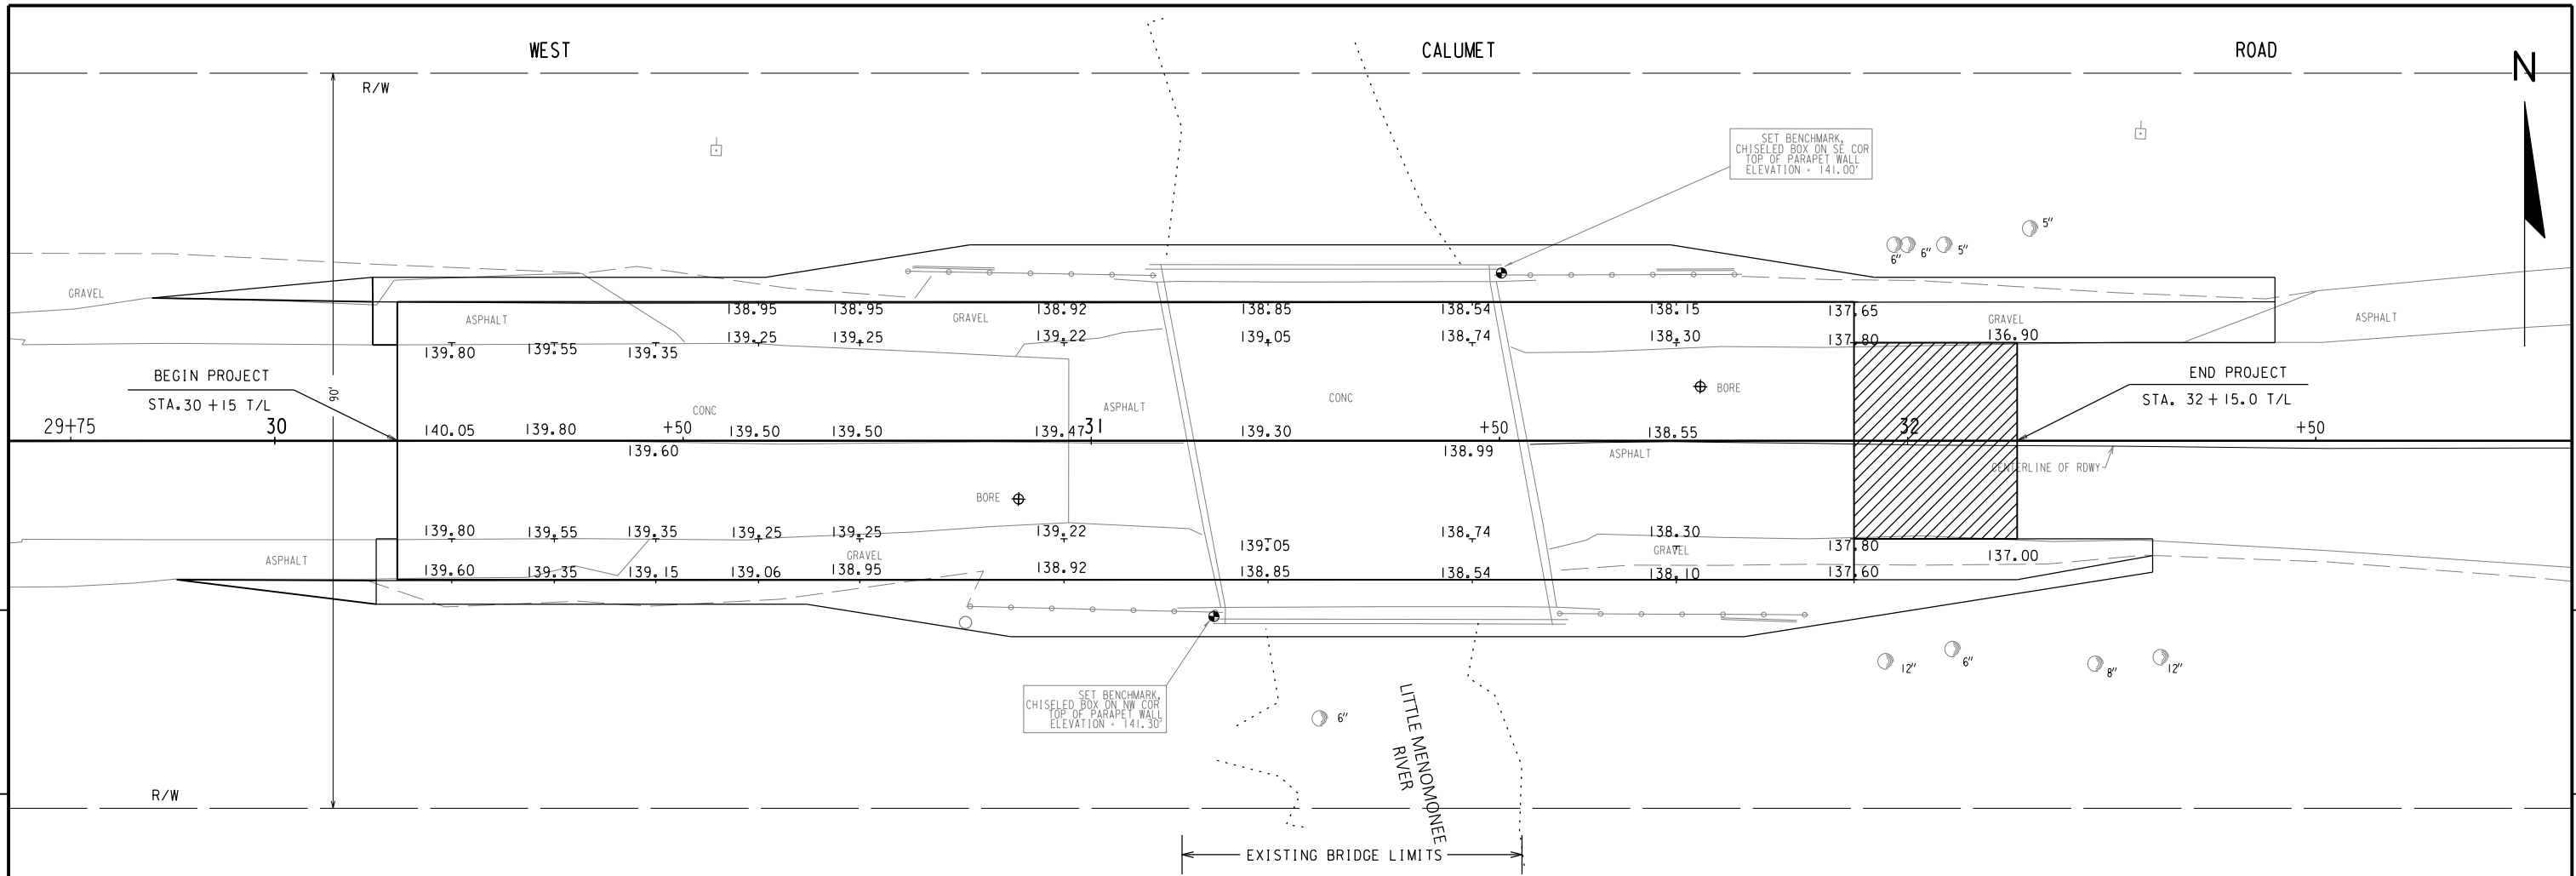 WEST CALUMET ROAD
N
R/W
SET BENCHMARK,
CHISELED BOX ON SE COR
TOP OF PARAPET WALL
ELEVATION = 141.00'
5"
6" 6" 5"
GRAVEL
138.95 138.95 138.92 138.85 138.54 138.15 137.65
ASPHALT GRAVEL GRAVEL ASPHALT
139.25 139.25 139.22 139.05 138.74 138.30 137.80 136.90
139.80 139.55 139.35
BEGIN PROJECT
STA.30 +15 T/L
90'
BORE
END PROJECT
STA. 32 + 15.0 T/L
CONC ASPHALT CONC
29+75 30 +50 31 +50 32 +50
140.05 139.80 139.50 139.50 139.47 139.30 138.55
139.60 138.99
ASPHALT
CENTERLINE OF RDWY
BORE
139.80 139.55 139.35 139.25 139.25 139.22 139.05 138.74 138.30 137.80
ASPHALT GRAVEL GRAVEL 137.00
139.60 139.35 139.15 139.06 138.95 138.92 138.85 138.54 138.10 137.60
SET BENCHMARK,
CHISELED BOX ON NW COR
TOP OF PARAPET WALL
ELEVATION = 141.30'
6"
12" 6" 8" 12"
LITTLE MENOMONEE
RIVER
R/W
EXISTING BRIDGE LIMITS